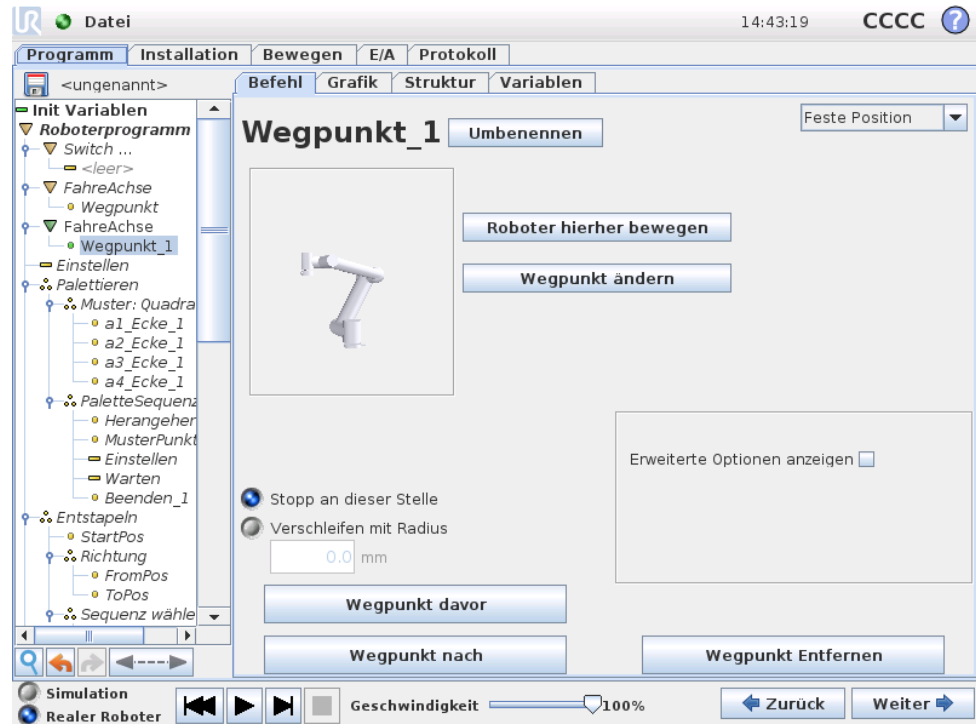 UR Datei 14:43:19 CCCC ?
Programm Installation Bewegen E/A Protokoll
<ungenannt>
Befehl Grafik Struktur Variablen
Init Variablen
Roboterprogramm
Switch ...
<leer>
FahreAchse
Wegpunkt
FahreAchse
Wegpunkt_1
Einstellen
Palettieren
Muster: Quadra
a1_Ecke_1
a2_Ecke_1
a3_Ecke_1
a4_Ecke_1
PaletteSequenz
Herangeher
MusterPunkt
Einstellen
Warten
Beenden_1
Entstapeln
StartPos
Richtung
FromPos
ToPos
Sequenz wähle
Wegpunkt_1 Umbenennen
Feste Position
Roboter hierher bewegen
Wegpunkt ändern
Erweiterte Optionen anzeigen
Stopp an dieser Stelle
Verschleifen mit Radius
0.0 mm
Wegpunkt davor
Wegpunkt nach Wegpunkt Entfernen
Simulation
Realer Roboter
Geschwindigkeit 100%
Zurück Weiter